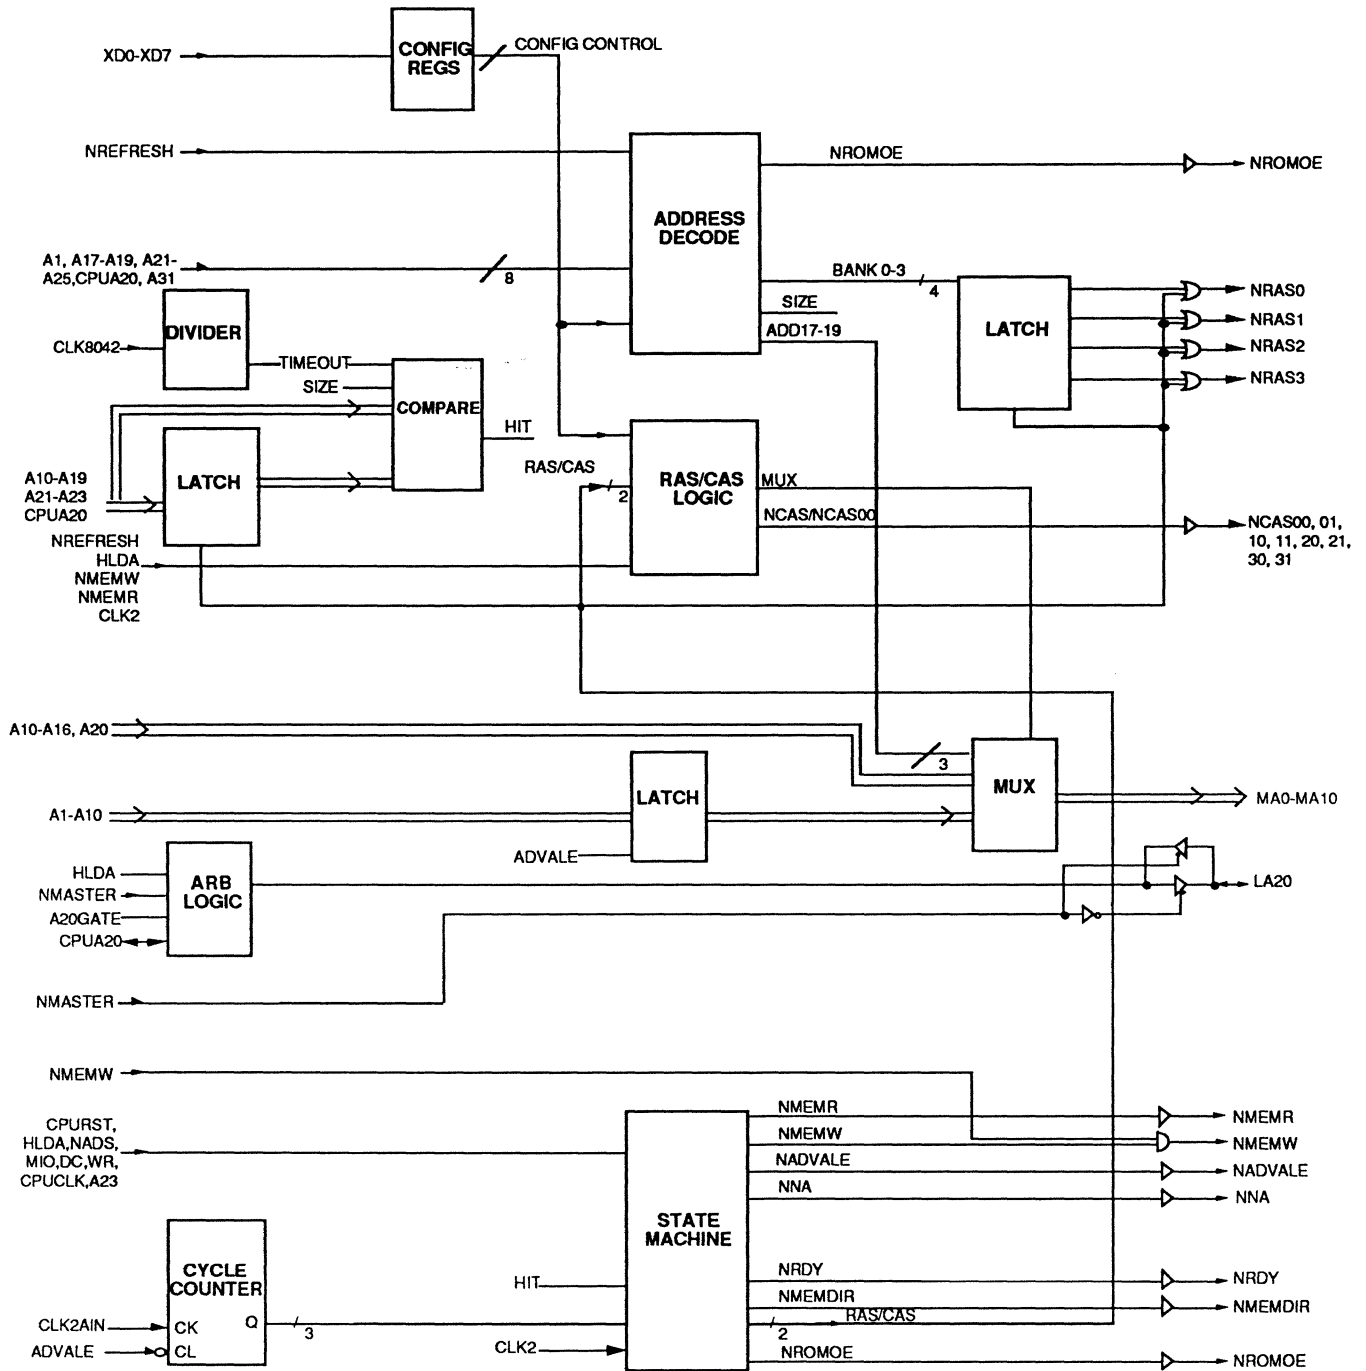 XD0-XD7
CONFIG
REGS
CONFIG CONTROL
NREFRESH
ADDRESS
DECODE
NROMOE
NROMOE
A1, A17-A19, A21-
A25,CPUA20, A31
8
BANK 0-3
4
SIZE
ADD17-19
LATCH
NRAS0
NRAS1
NRAS2
NRAS3
DIVIDER
CLK8042
TIMEOUT
SIZE
COMPARE
HIT
A10-A19
A21-A23
CPUA20
LATCH
RAS/CAS
2
RAS/CAS
LOGIC
MUX
NCAS/NCAS00
NCAS00, 01,
10, 11, 20, 21,
30, 31
NREFRESH
HLDA
NMEMW
NMEMR
CLK2
A10-A16, A20
3
MUX
MA0-MA10
A1-A10
LATCH
ADVALE
HLDA
NMASTER
A20GATE
CPUA20
ARB
LOGIC
LA20
NMASTER
NMEMW
CPURST,
HLDA,NADS,
MIO,DC,WR,
CPUCLK,A23
STATE
MACHINE
NMEMR
NMEMR
NMEMW
NMEMW
NADVALE
NADVALE
NNA
NNA
HIT
NRDY
NRDY
NMEMDIR
NMEMDIR
RAS/CAS
2
CLK2
NROMOE
NROMOE
CYCLE
COUNTER
CLK2AIN
CK
Q
3
ADVALE
CL